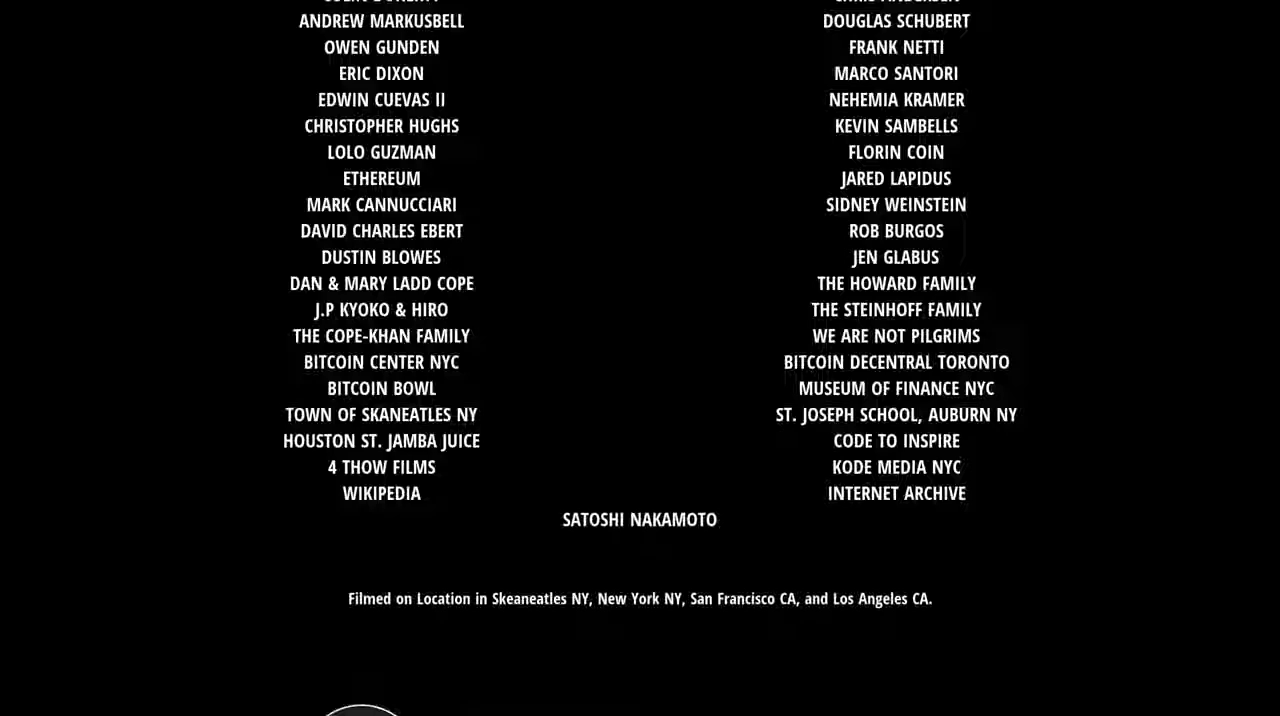 ANDREW MARKUSBELL DOUGLAS SCHUBERT
OWEN GUNDEN FRANK NETTI
ERIC DIXON MARCO SANTORI
EDWIN CUEVAS II NEHEMIA KRAMER
CHRISTOPHER HUGHS KEVIN SAMBELLS
LOLO GUZMAN FLORIN COIN
ETHEREUM JARED LAPIDUS
MARK CANNUCCIARI SIDNEY WEINSTEIN
DAVID CHARLES EBERT ROB BURGOS
DUSTIN BLOWES JEN GLABUS
DAN & MARY LADD COPE THE HOWARD FAMILY
J.P KYOKO & HIRO THE STEINHOFF FAMILY
THE COPE-KHAN FAMILY WE ARE NOT PILGRIMS
BITCOIN CENTER NYC BITCOIN DECENTRAL TORONTO
BITCOIN BOWL MUSEUM OF FINANCE NYC
TOWN OF SKANEATLES NY ST. JOSEPH SCHOOL, AUBURN NY
HOUSTON ST. JAMBA JUICE CODE TO INSPIRE
4 THOW FILMS KODE MEDIA NYC
WIKIPEDIA INTERNET ARCHIVE
SATOSHI NAKAMOTO
Filmed on Location in Skeaneatles NY, New York NY, San Francisco CA, and Los Angeles CA.